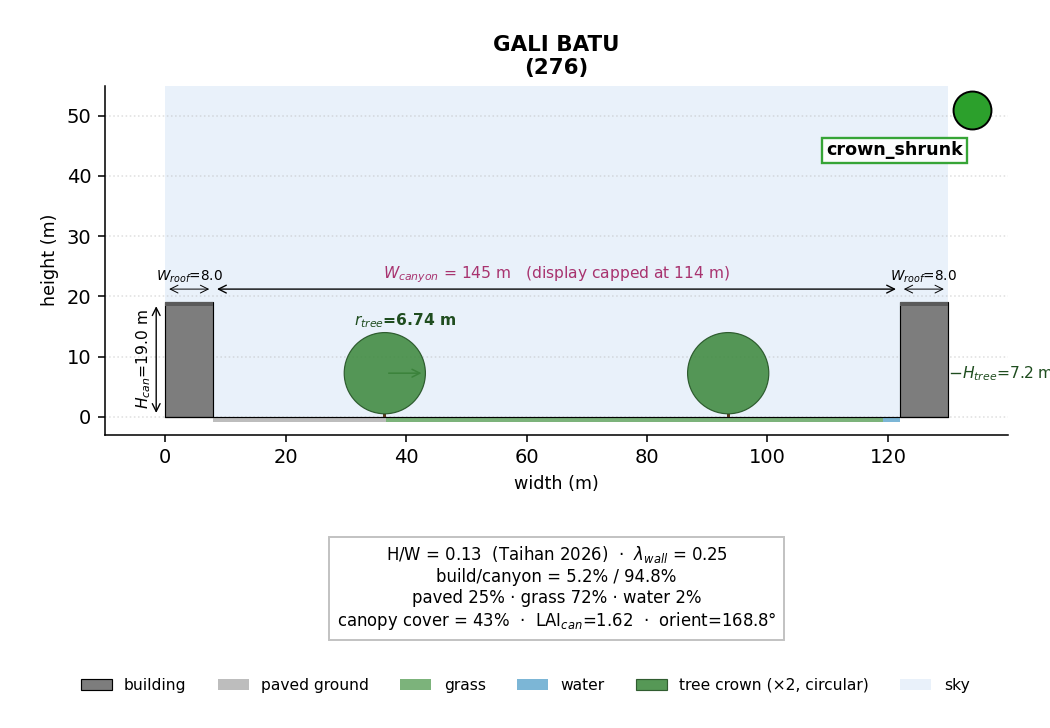 GALI BATU
(276)
crown_shrunk
height (m)
50
40
30
20
10
0
W_roof=8.0
W_canyon = 145 m (display capped at 114 m)
W_roof=8.0
H_can=19.0 m
r_tree=6.74 m
H_tree=7.2 m
0 20 40 60 80 100 120
width (m)
H/W = 0.13 (Taihan 2026) · λ_wall = 0.25
build/canyon = 5.2% / 94.8%
paved 25% · grass 72% · water 2%
canopy cover = 43% · LAI_can=1.62 · orient=168.8°
building
paved ground
grass
water
tree crown (×2, circular)
sky